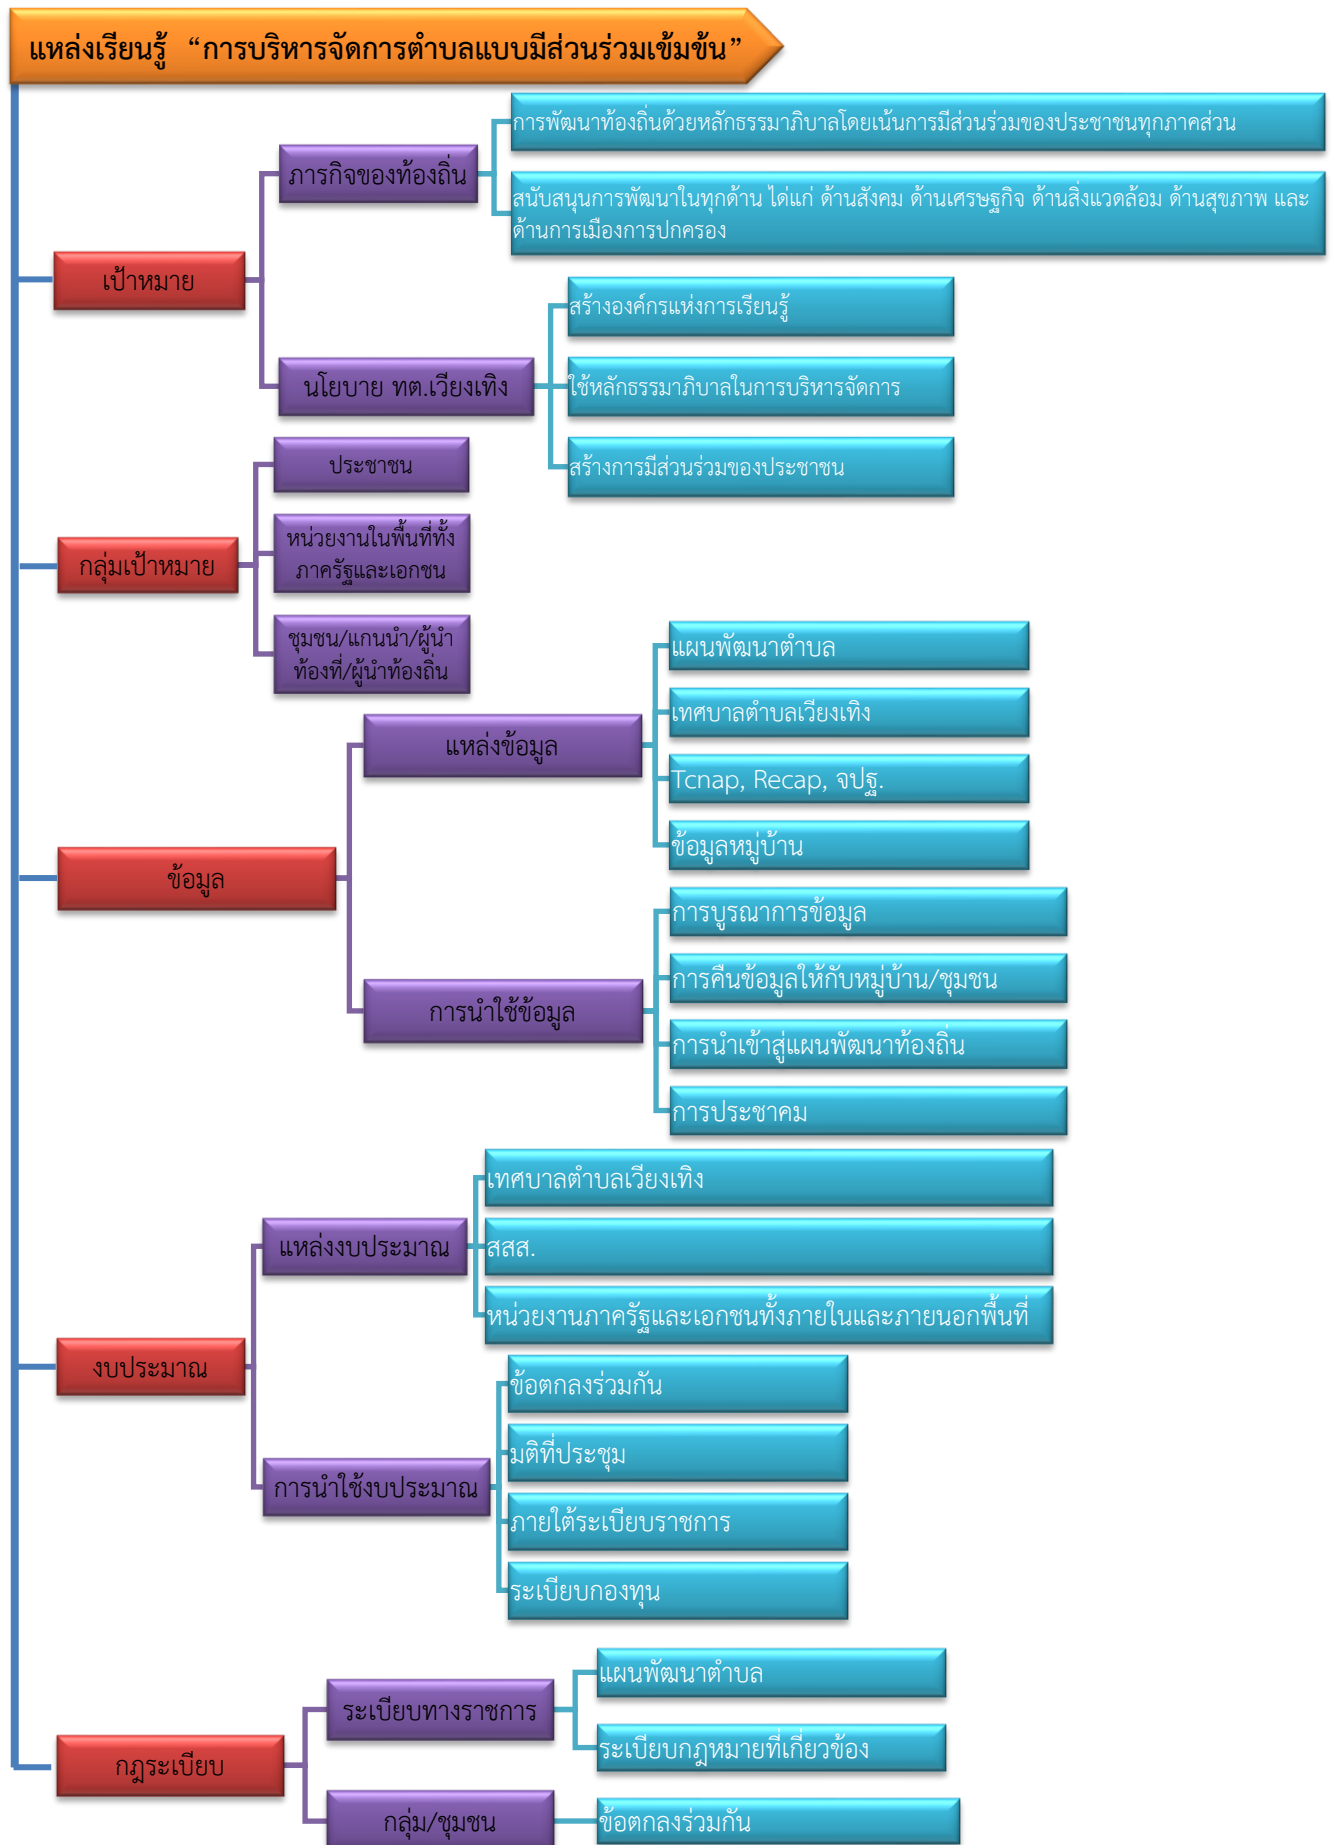 แหล่งเรียนรู้ “การบริหารจัดการตำบลแบบมีส่วนร่วมเข้มข้น”
เป้าหมาย
ภารกิจของท้องถิ่น
การพัฒนาท้องถิ่นด้วยหลักธรรมาภิบาลโดยเน้นการมีส่วนร่วมของประชาชนทุกภาคส่วน
สนับสนุนการพัฒนาในทุกด้าน ได่แก่ ด้านสังคม ด้านเศรษฐกิจ ด้านสิ่งแวดล้อม ด้านสุขภาพ และ
ด้านการเมืองการปกครอง
นโยบาย ทต.เวียงเทิง
สร้างองค์กรแห่งการเรียนรู้
ใช้หลักธรรมาภิบาลในการบริหารจัดการ
สร้างการมีส่วนร่วมของประชาชน
กลุ่มเป้าหมาย
ประชาชน
หน่วยงานในพื้นที่ทั้ง
ภาครัฐและเอกชน
ชุมชน/แกนนำ/ผู้นำ
ท้องที่/ผู้นำท้องถิ่น
ข้อมูล
แหล่งข้อมูล
แผนพัฒนาตำบล
เทศบาลตำบลเวียงเทิง
Tcnap, Recap, จปฐ.
ข้อมูลหมู่บ้าน
การนำใช้ข้อมูล
การบูรณาการข้อมูล
การคืนข้อมูลให้กับหมู่บ้าน/ชุมชน
การนำเข้าสู่แผนพัฒนาท้องถิ่น
การประชาคม
งบประมาณ
แหล่งงบประมาณ
เทศบาลตำบลเวียงเทิง
สสส.
หน่วยงานภาครัฐและเอกชนทั้งภายในและภายนอกพื้นที่
การนำใช้งบประมาณ
ข้อตกลงร่วมกัน
มติที่ประชุม
ภายใต้ระเบียบราชการ
ระเบียบกองทุน
กฎระเบียบ
ระเบียบทางราชการ
แผนพัฒนาตำบล
ระเบียบกฎหมายที่เกี่ยวข้อง
กลุ่ม/ชุมชน
ข้อตกลงร่วมกัน